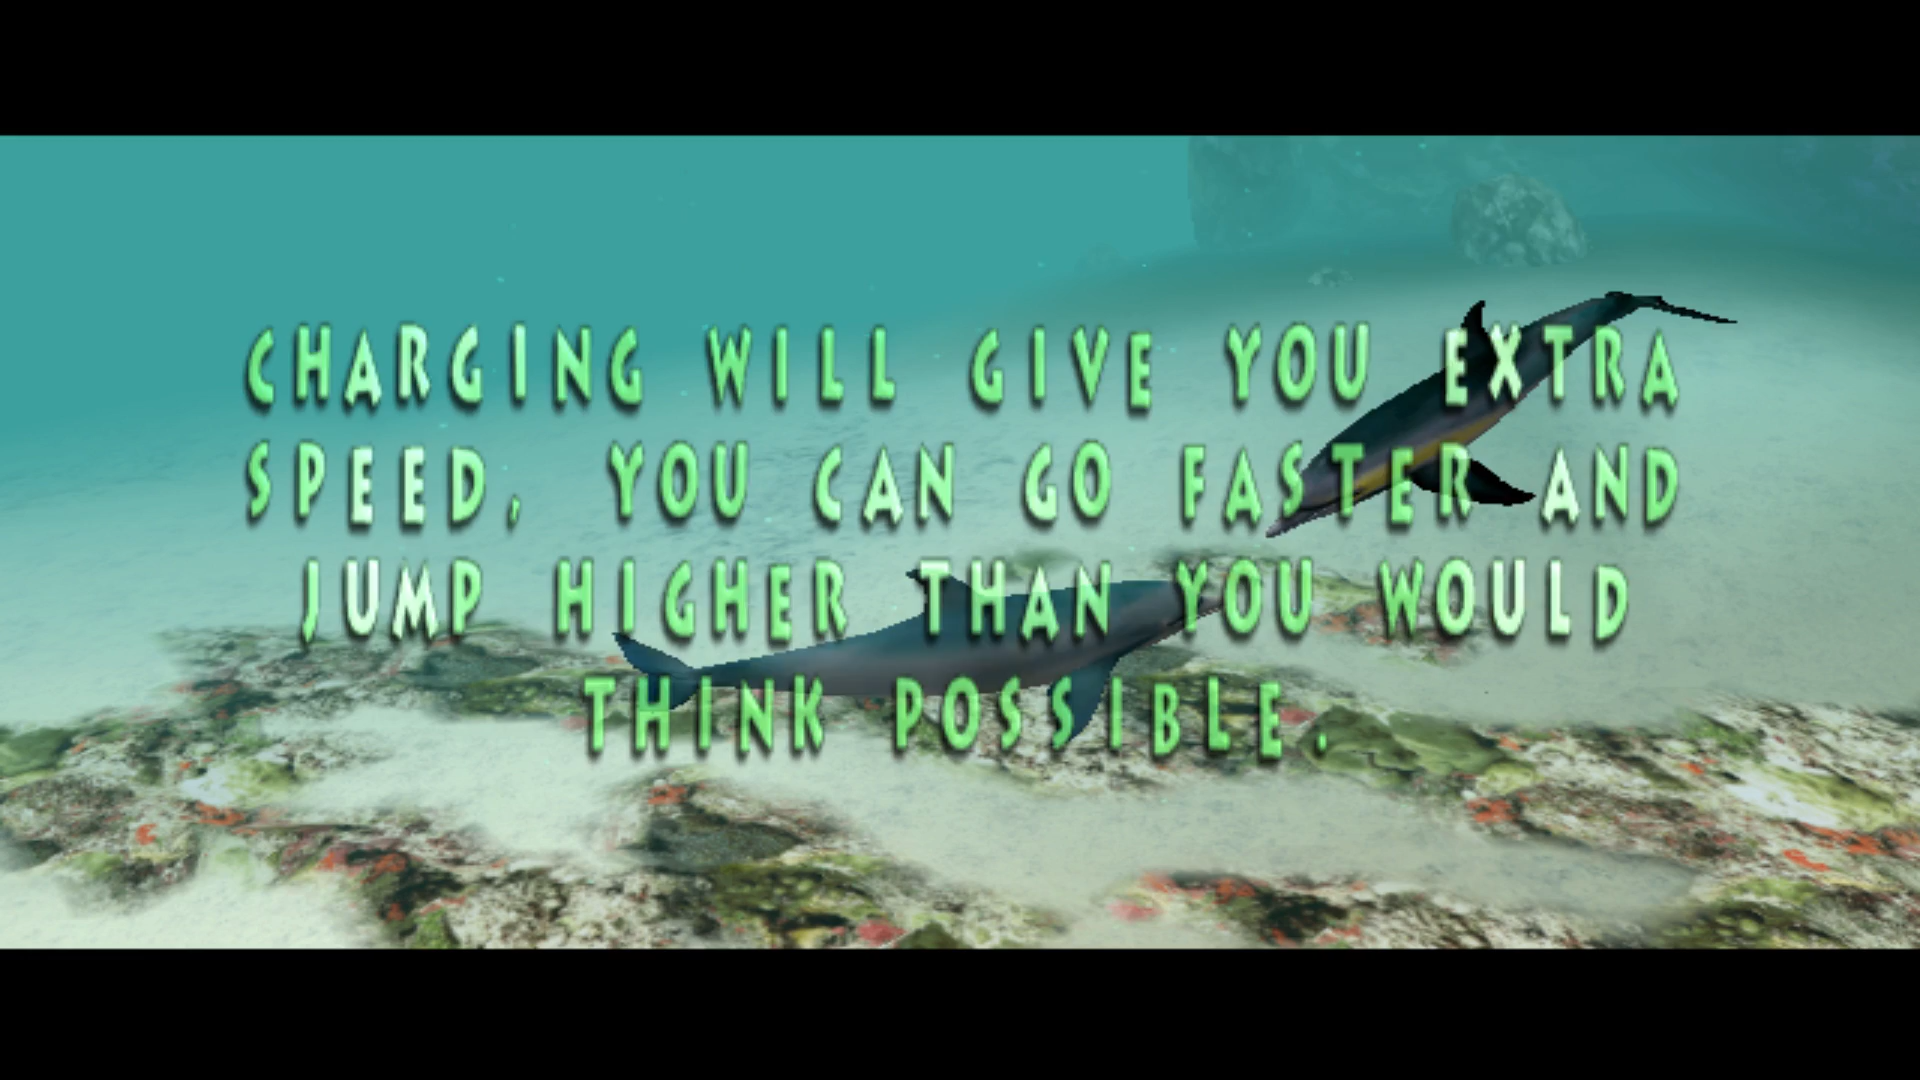 CHARGING WILL GIVE YOU EXTRA
SPEED, YOU CAN GO FASTER AND
JUMP HIGHER THAN YOU WOULD
THINK POSSIBLE.